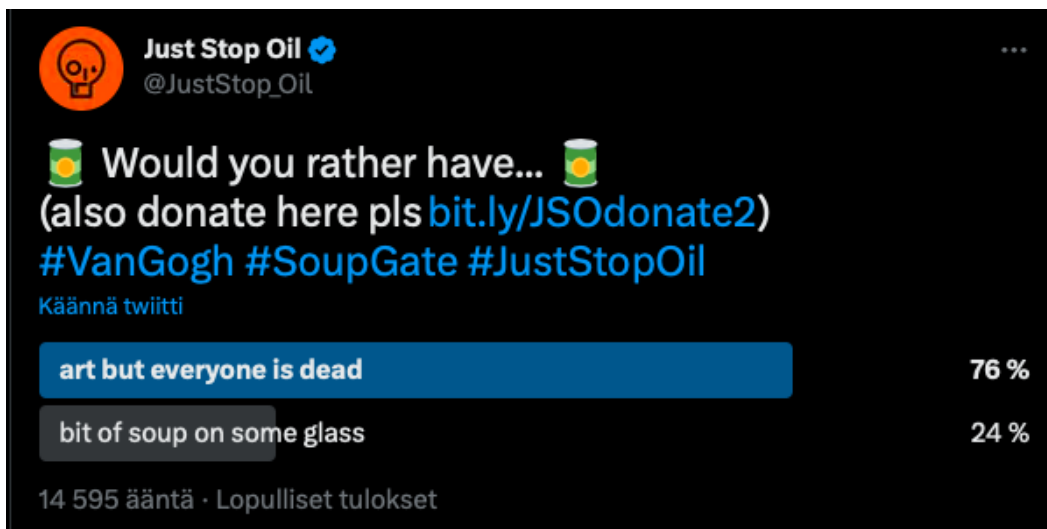 Just Stop Oil
@JustStop_Oil
🥫 Would you rather have... 🥫
(also donate here pls bit.ly/JSOdonate2)
#VanGogh #SoupGate #JustStopOil
Käännä twiitti
art but everyone is dead 76 %
bit of soup on some glass 24 %
14 595 ääntä · Lopulliset tulokset